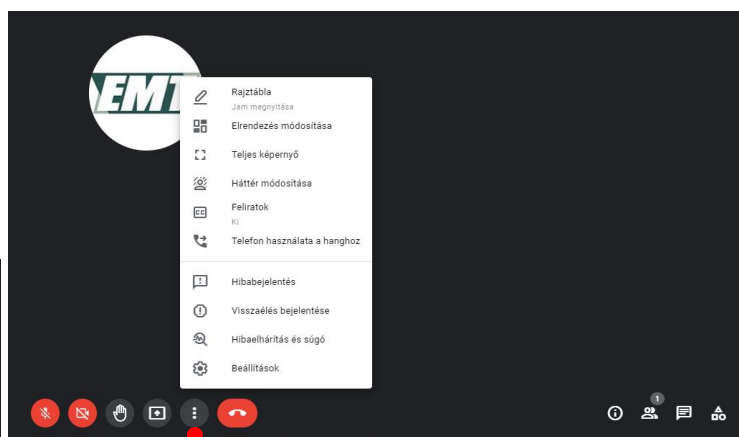 EMT
Rajztábla
Jam megnyitása
Elrendezés módosítása
Teljes képernyő
Háttér módosítása
CC
Feliratok
Ki
Telefon használata a hanghoz
Hibabejelentés
Visszaélés bejelentése
Hibaelhárítás és súgó
Beállítások
1